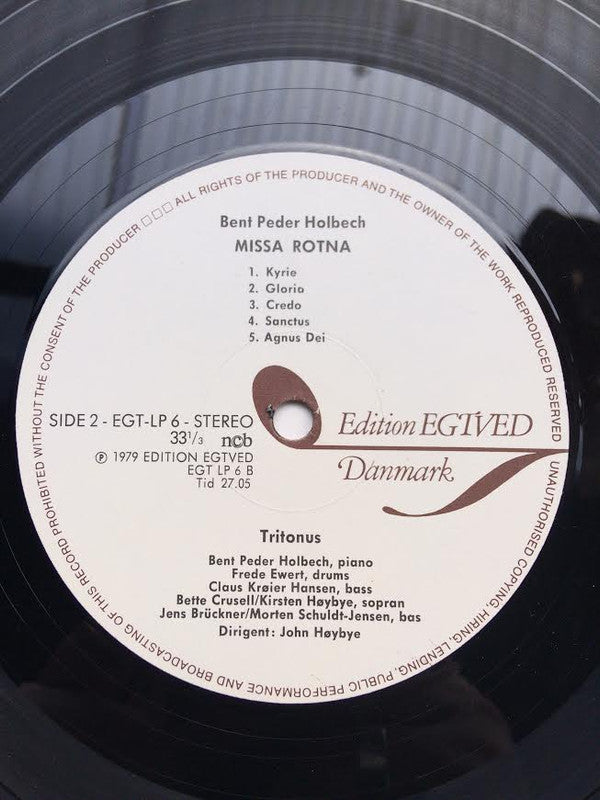 ALL RIGHTS OF THE PRODUCER AND THE OWNER OF THE WORK REPRODUCED RESERVED UNAUTHORISED COPYING, HIRING, LENDING, PUBLIC PERFORMANCE AND BROADCASTING OF THIS RECORD PROHIBITED WITHOUT THE CONSENT OF THE PRODUCER □□□
Bent Peder Holbech
MISSA ROTNA
1. Kyrie
2. Gloria
3. Credo
4. Sanctus
5. Agnus Dei
SIDE 2 - EGT-LP 6 - STEREO
33 1/3 ncb
℗ 1979 EDITION EGTVED
EGT LP 6 B
Tid 27.05
Edition EGTVED
Danmark
Tritonus
Bent Peder Holbech, piano
Frede Ewert, drums
Claus Krøier Hansen, bass
Bette Crusell/Kirsten Høybye, sopran
Jens Brückner/Morten Schuldt-Jensen, bas
Dirigent: John Høybye